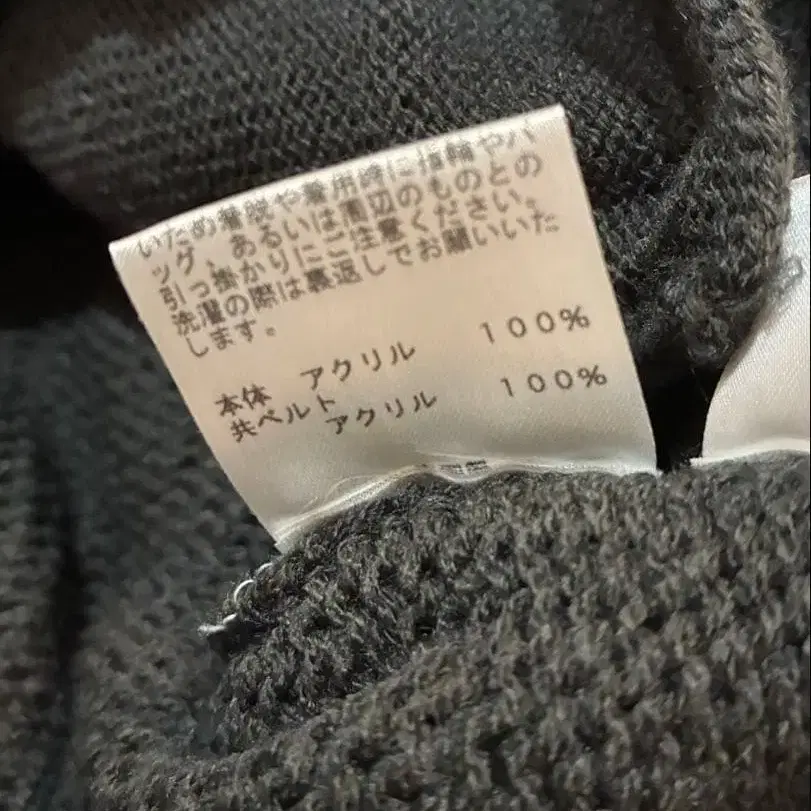 いため着脱や着用時に指輪やバ
ッグ、あるいは周辺のものとの
引っ掛かりにご注意ください。
洗濯の際は裏返しでお願いいた
します。
本体 アクリル 100%
共ベルト
アクリル 100%